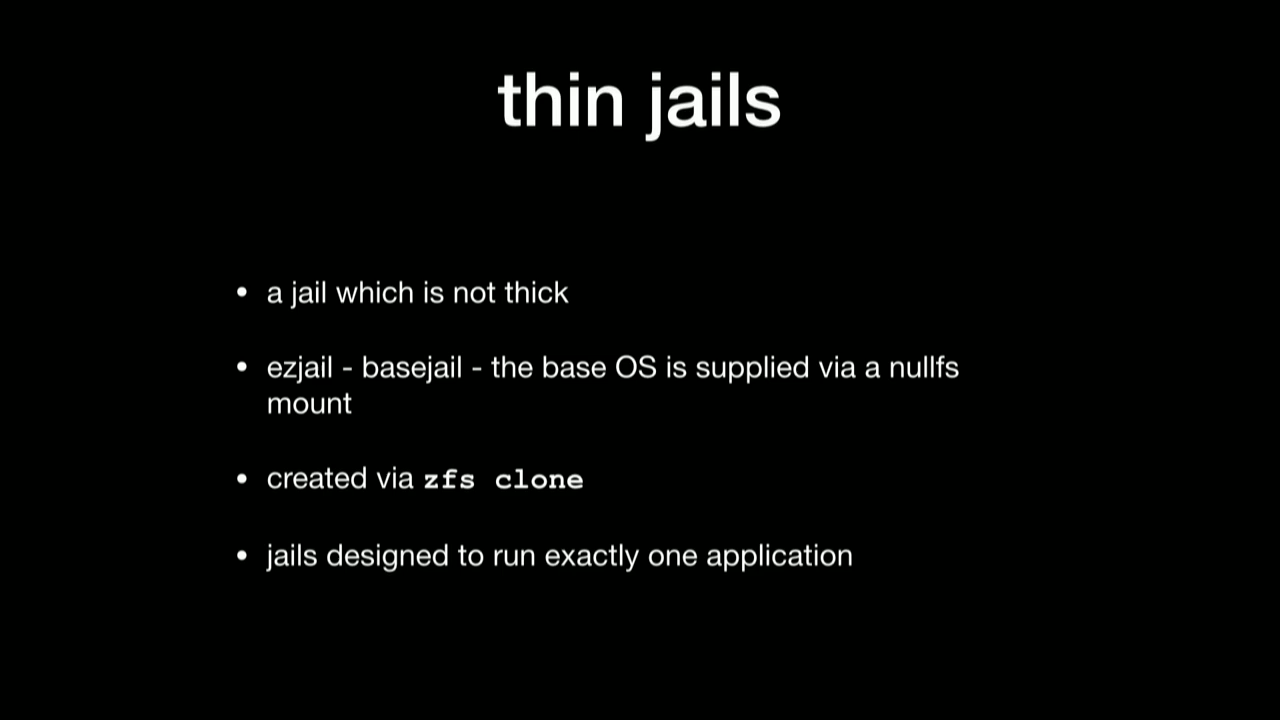 thin jails
• a jail which is not thick
• ezjail - basejail - the base OS is supplied via a nullfs
mount
• created via zfs clone
• jails designed to run exactly one application